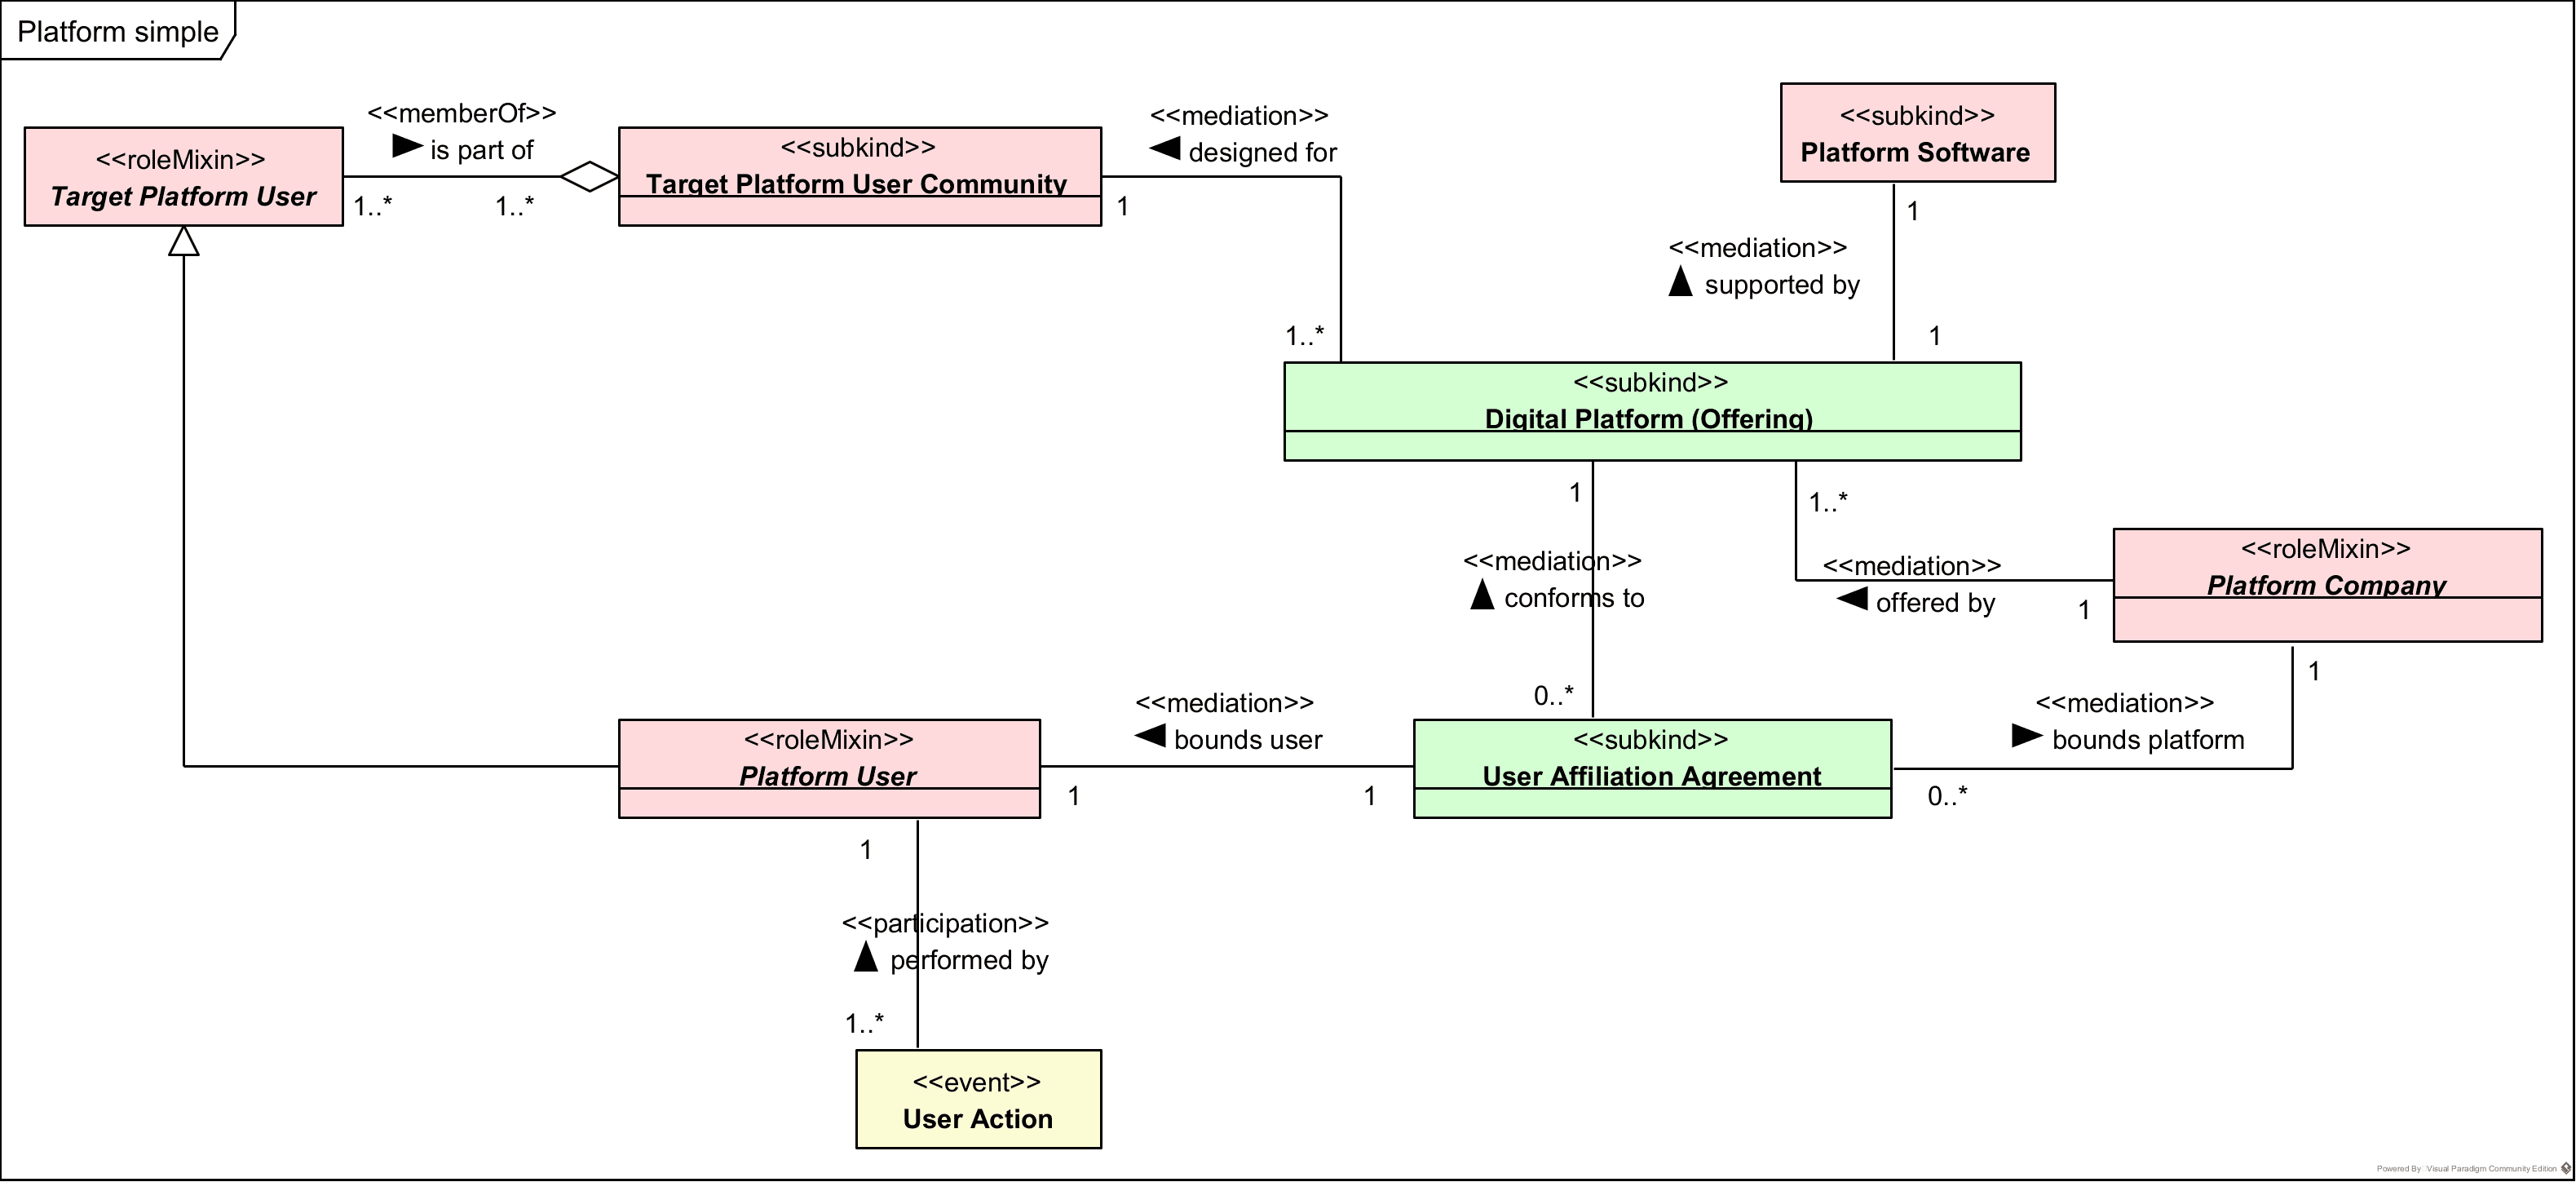 Platform simple
<<roleMixin>>
Target Platform User
<<memberOf>>
is part of
1..*
1..*
<<subkind>>
Target Platform User Community
<<mediation>>
designed for
1
1..*
<<subkind>>
Platform Software
1
<<mediation>>
supported by
1
<<subkind>>
Digital Platform (Offering)
1
<<mediation>>
conforms to
0..*
1..*
<<mediation>>
offered by
1
<<roleMixin>>
Platform Company
1
<<mediation>>
bounds platform
0..*
<<subkind>>
User Affiliation Agreement
1
<<mediation>>
bounds user
1
<<roleMixin>>
Platform User
1
<<participation>>
performed by
1..*
<<event>>
User Action
Powered By Visual Paradigm Community Edition